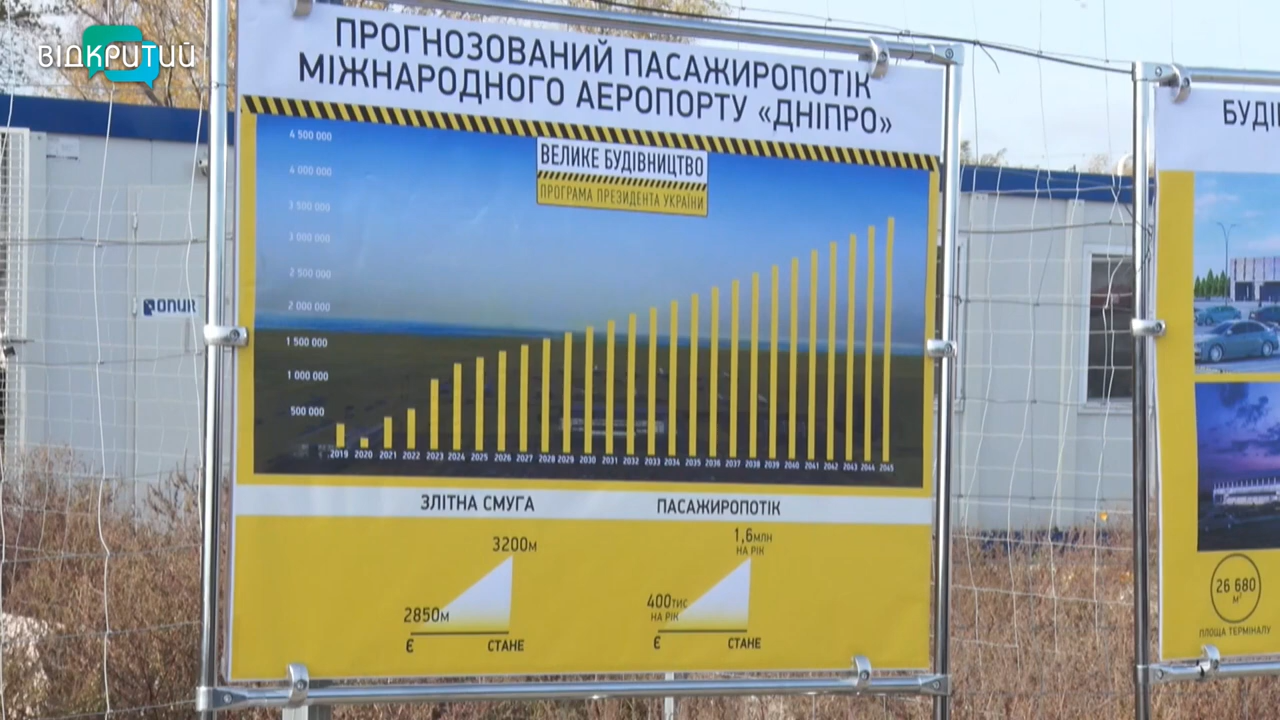 ВІДКРИТИЙ
ПРОГНОЗОВАНИЙ ПАСАЖИРОПОТІК
МІЖНАРОДНОГО АЕРОПОРТУ «ДНІПРО»
ВЕЛИКЕ БУДІВНИЦТВО
ПРОГРАМА ПРЕЗИДЕНТА УКРАЇНИ
4 500 000
4 000 000
3 500 000
3 000 000
2 500 000
2 000 000
1 500 000
1 000 000
500 000
2019 2020 2021 2022 2023 2024 2025 2026 2027 2028 2029 2030 2031 2032 2033 2034 2035 2036 2037 2038 2039 2040 2041 2042 2043 2044 2045
ЗЛІТНА СМУГА
3200м
2850м
Є СТАНЕ
ПАСАЖИРОПОТІК
1,6млн
НА РІК
400тис
НА РІК
Є СТАНЕ
ONUR
БУДІВ
26 680
м²
ПЛОЩА ТЕРМІНАЛУ